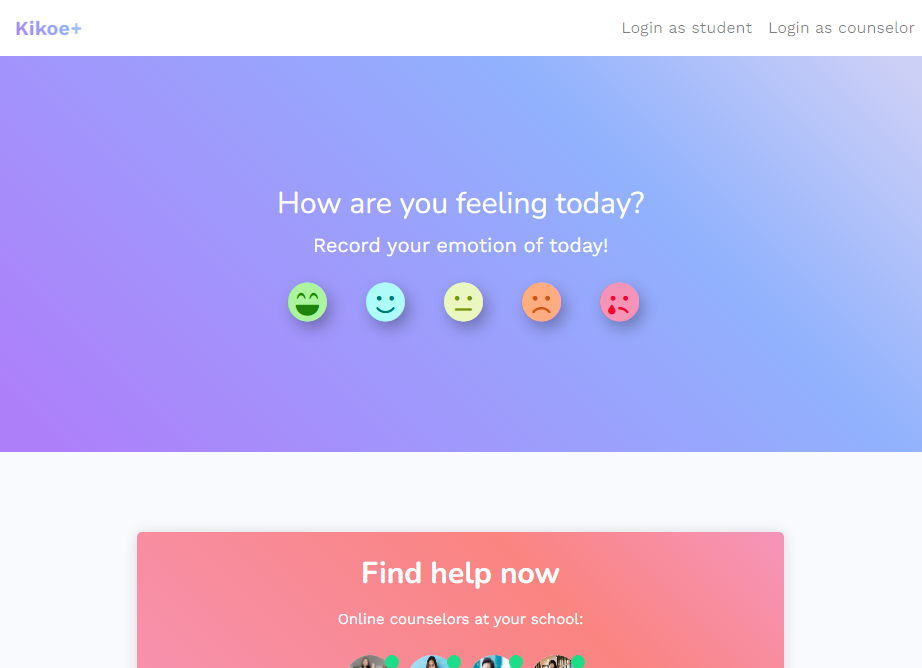 Kikoe+
Login as student Login as counselor
How are you feeling today?
Record your emotion of today!
Find help now
Online counselors at your school: